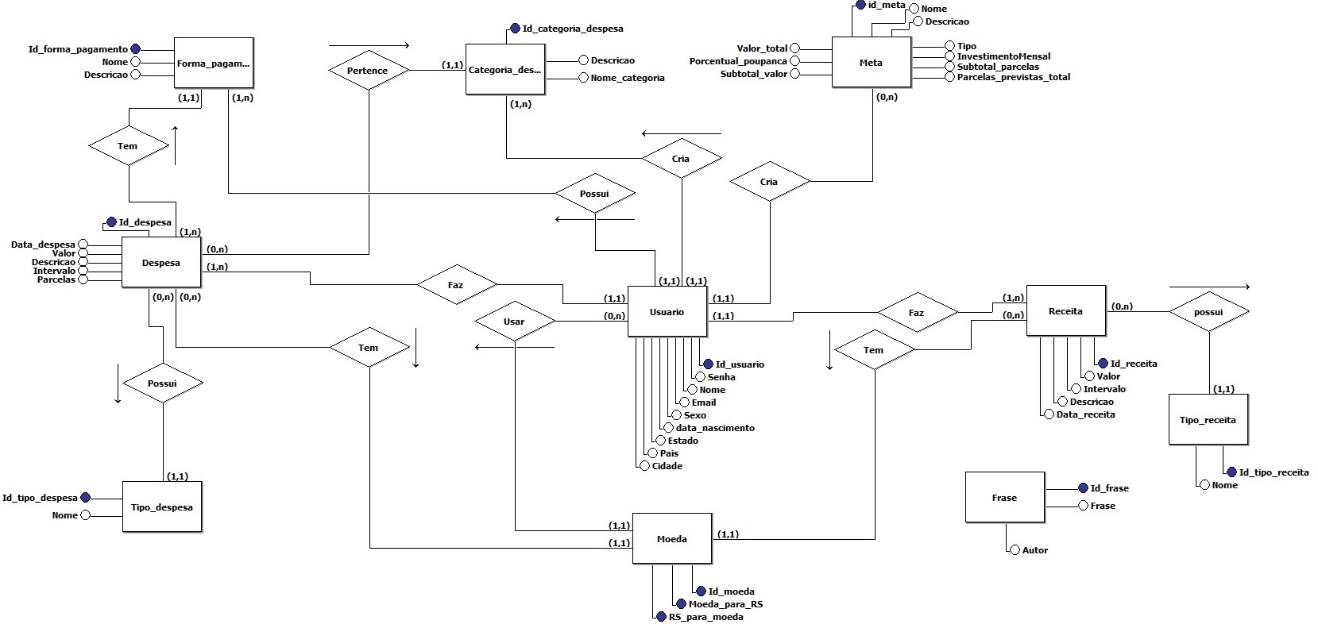 id_meta
Nome
Descricao
Id_categoria_despesa
Id_forma_pagamento
Nome
Descricao
Forma_pagam...
Pertence
(1,1)
Categoria_des...
Descricao
Nome_categoria
Valor_total
Porcentual_poupanca
Subtotal_valor
Meta
Tipo
InvestimentoMensal
Subtotal_parcelas
Parcelas_previstas_total
(1,1)
(1,n)
(1,n)
(0,n)
Tem
Cria
Cria
Possui
Id_despesa
(1,n)
Data_despesa
Valor
Descricao
Intervalo
Parcelas
Despesa
(0,n)
(1,n)
(0,n)
(0,n)
Faz
(1,1)
(1,1)
(1,1)
(0,n)
Usuario
(1,1)
(1,1)
Usar
Faz
(1,n)
(0,n)
Receita
(0,n)
possui
Tem
Tem
Possui
Id_usuario
Senha
Nome
Email
Sexo
data_nascimento
Estado
Pais
Cidade
Id_receita
Valor
Intervalo
Descricao
Data_receita
(1,1)
Tipo_receita
Id_tipo_receita
Nome
(1,1)
Id_tipo_despesa
Nome
Tipo_despesa
Frase
Id_frase
Frase
Autor
(1,1)
(1,1)
Moeda
(1,1)
Id_moeda
Moeda_para_RS
RS_para_moeda